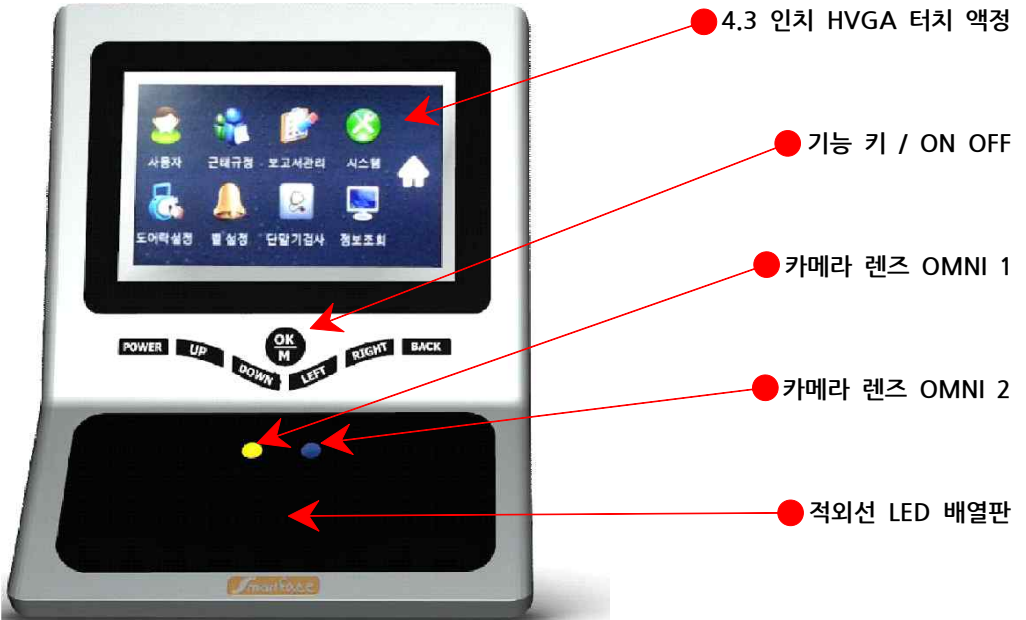 4.3 인치 HVGA 터치 액정
기능 키 / ON OFF
카메라 렌즈 OMNI 1
카메라 렌즈 OMNI 2
적외선 LED 배열판
사용자 근태규정 보고서관리 시스템
도어락설정 벨 설정 단말기검사 정보조회
POWER UP DOWN OK/M LEFT RIGHT BACK
Smartface